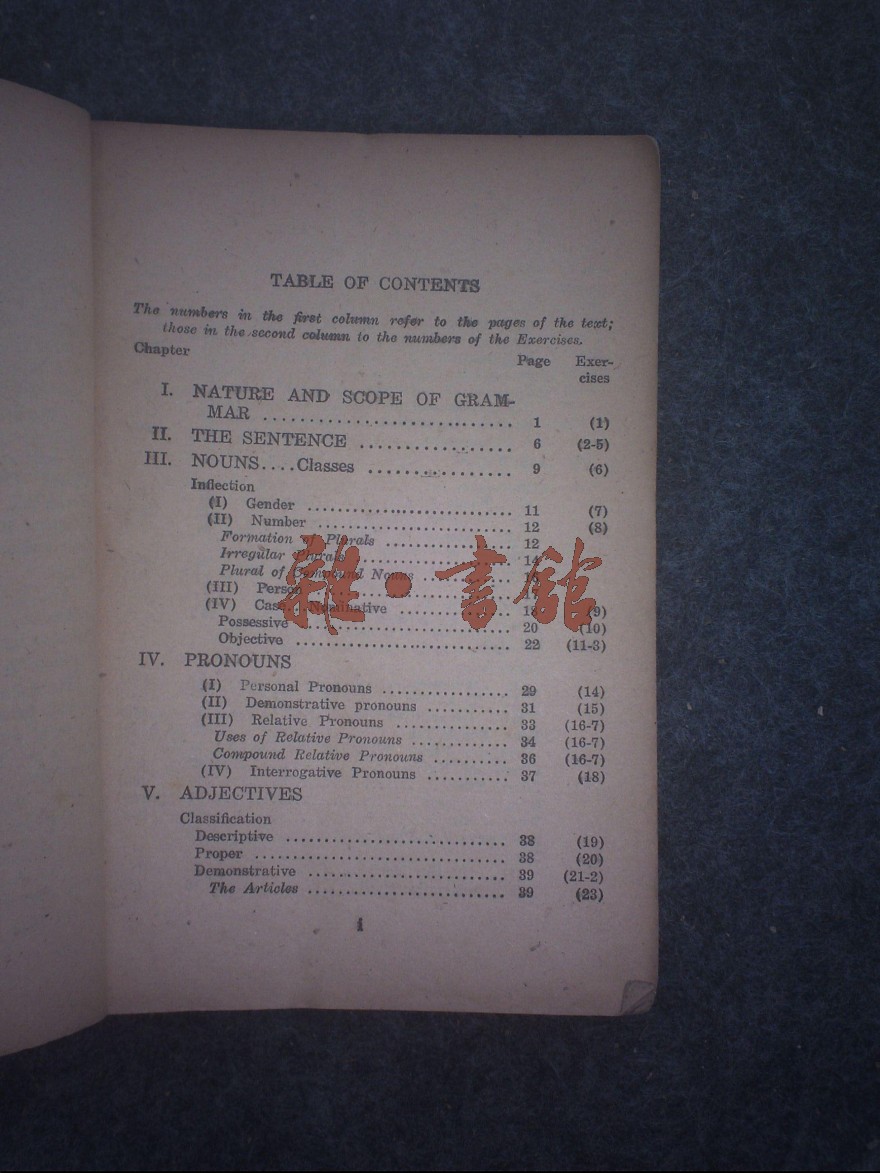 TABLE OF CONTENTS
The numbers in the first column refer to the pages of the text;
those in the second column to the numbers of the Exercises.
Chapter
Page Exer-
cises
I. NATURE AND SCOPE OF GRAM-
MAR .......................... 1 (1)
II. THE SENTENCE ................ 6 (2-5)
III. NOUNS....Classes ............... 9 (6)
Inflection
(I) Gender ........................... 11 (7)
(II) Number .......................... 12 (8)
Formation Plurals ................. 12
Irregular Plurals ................. 14
Plural of Compound Nouns ............
(III) Person ..........................
(IV) Case...Nominative ................ (9)
Possessive ............................ 20 (10)
Objective ............................ 22 (11-3)
IV. PRONOUNS
(I) Personal Pronouns ................. 29 (14)
(II) Demonstrative pronouns ........... 31 (15)
(III) Relative Pronouns ............... 33 (16-7)
Uses of Relative Pronouns ............. 34 (16-7)
Compound Relative Pronouns .......... 36 (16-7)
(IV) Interrogative Pronouns ........... 37 (18)
V. ADJECTIVES
Classification
Descriptive ............................. 38 (19)
Proper ................................. 38 (20)
Demonstrative .......................... 39 (21-2)
The Articles .......................... 39 (23)
i
雜·書館